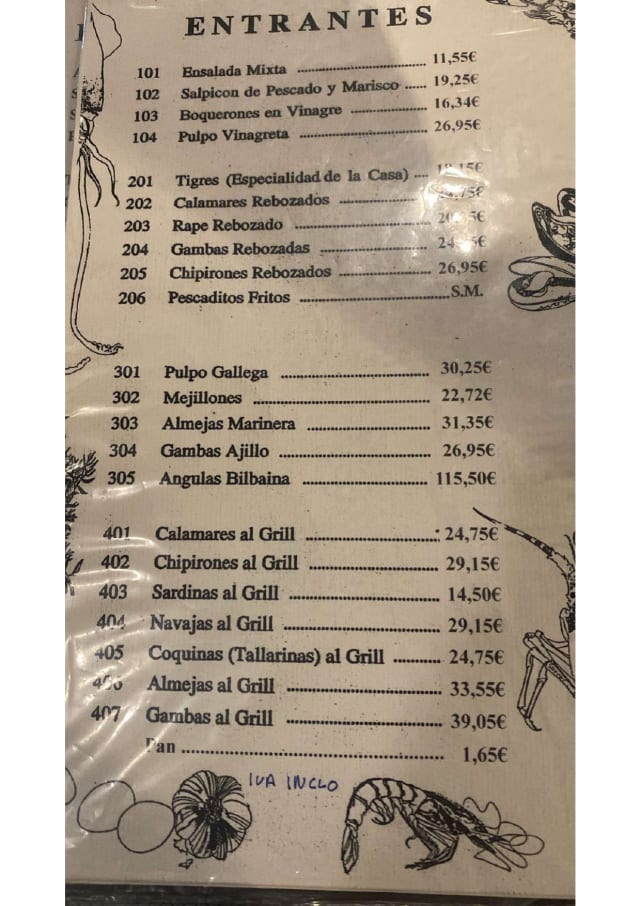 ENTRANTES
101 Ensalada Mixta ........ 11,55€
102 Salpicon de Pescado y Marisco ...... 19,25€
103 Boquerones en Vinagre ........ 16,34€
104 Pulpo Vinagreta ........ 26,95€
201 Tigres (Especialidad de la Casa) ....
202 Calamares Rebozados ........
203 Rape Rebozado ........
204 Gambas Rebozadas ........
205 Chipirones Rebozados ........ 26,95€
206 Pescaditos Fritos ........ S.M.
301 Pulpo Gallega ........ 30,25€
302 Mejillones ........ 22,72€
303 Almejas Marinera ........ 31,35€
304 Gambas Ajillo ........ 26,95€
305 Angulas Bilbaina ........ 115,50€
401 Calamares al Grill ........ 24,75€
402 Chipirones al Grill ........ 29,15€
403 Sardinas al Grill ........ 14,50€
404 Navajas al Grill ........ 29,15€
405 Coquinas (Tallarinas) al Grill ........ 24,75€
406 Almejas al Grill ........ 33,55€
407 Gambas al Grill ........ 39,05€
Pan ........ 1,65€
IVA INCLO